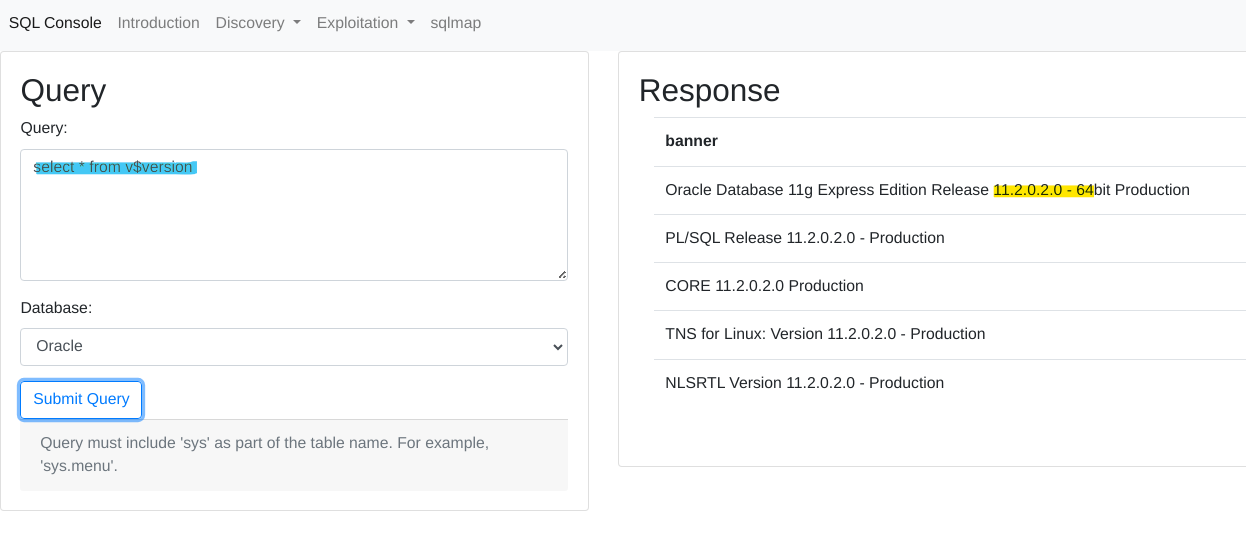 SQL Console Introduction Discovery Exploitation sqlmap
Query
Query:
select * from v$version
Database:
Oracle
Submit Query
Query must include 'sys' as part of the table name. For example,
'sys.menu'.
Response
banner
Oracle Database 11g Express Edition Release 11.2.0.2.0 - 64bit Production
PL/SQL Release 11.2.0.2.0 - Production
CORE 11.2.0.2.0 Production
TNS for Linux: Version 11.2.0.2.0 - Production
NLSRTL Version 11.2.0.2.0 - Production